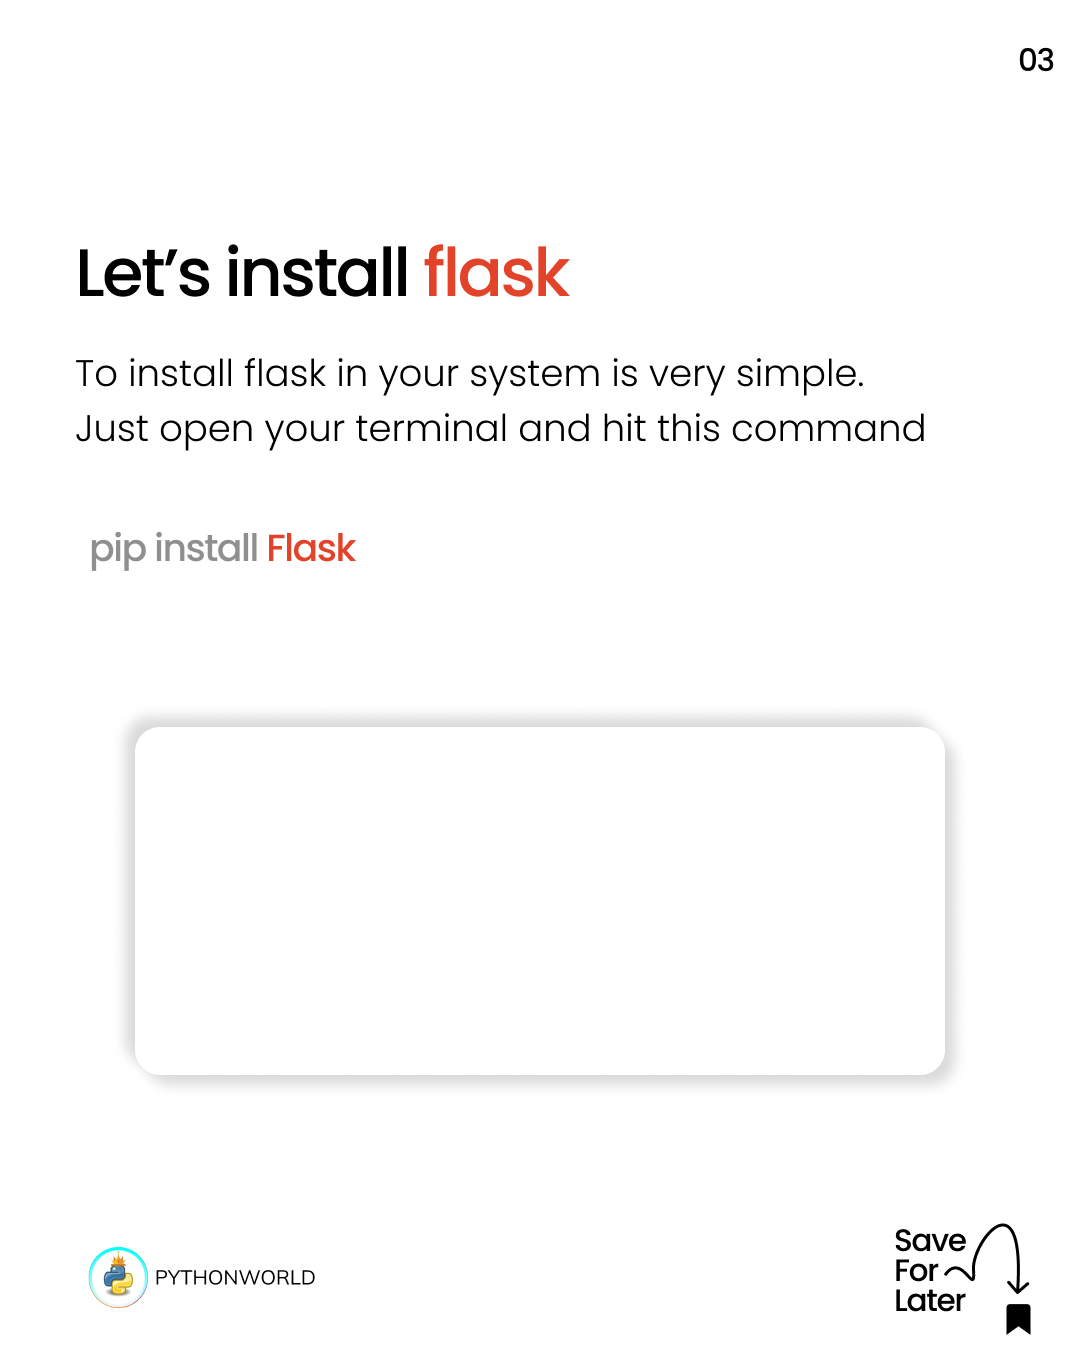 03
Let’s install flask
To install flask in your system is very simple.
Just open your terminal and hit this command
pip install Flask
PYTHONWORLD
Save
For
Later